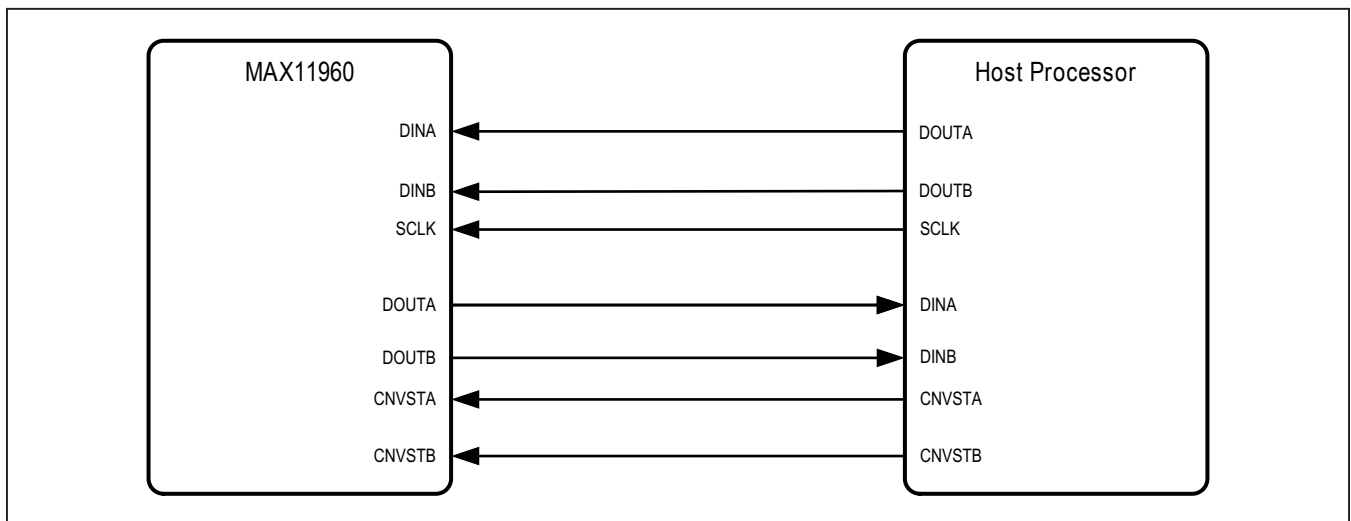 MAX11960
Host Processor
DINA
DOUTA
DINB
DOUTB
SCLK
SCLK
DOUTA
DINA
DOUTB
DINB
CNVSTA
CNVSTA
CNVSTB
CNVSTB